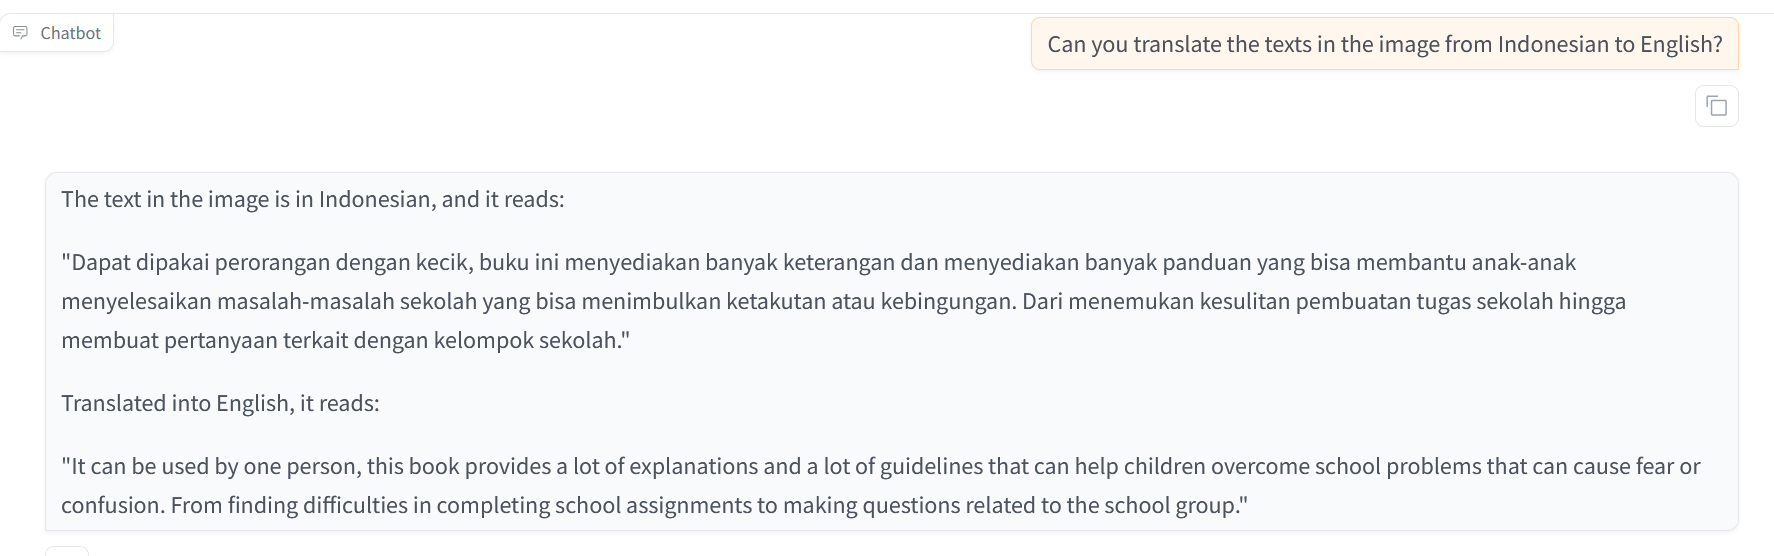 Chatbot
Can you translate the texts in the image from Indonesian to English?
The text in the image is in Indonesian, and it reads:
"Dapat dipakai perorangan dengan kecik, buku ini menyediakan banyak keterangan dan menyediakan banyak panduan yang bisa membantu anak-anak
menyelesaikan masalah-masalah sekolah yang bisa menimbulkan ketakutan atau kebingungan. Dari menemukan kesulitan pembuatan tugas sekolah hingga
membuat pertanyaan terkait dengan kelompok sekolah."
Translated into English, it reads:
"It can be used by one person, this book provides a lot of explanations and a lot of guidelines that can help children overcome school problems that can cause fear or
confusion. From finding difficulties in completing school assignments to making questions related to the school group."